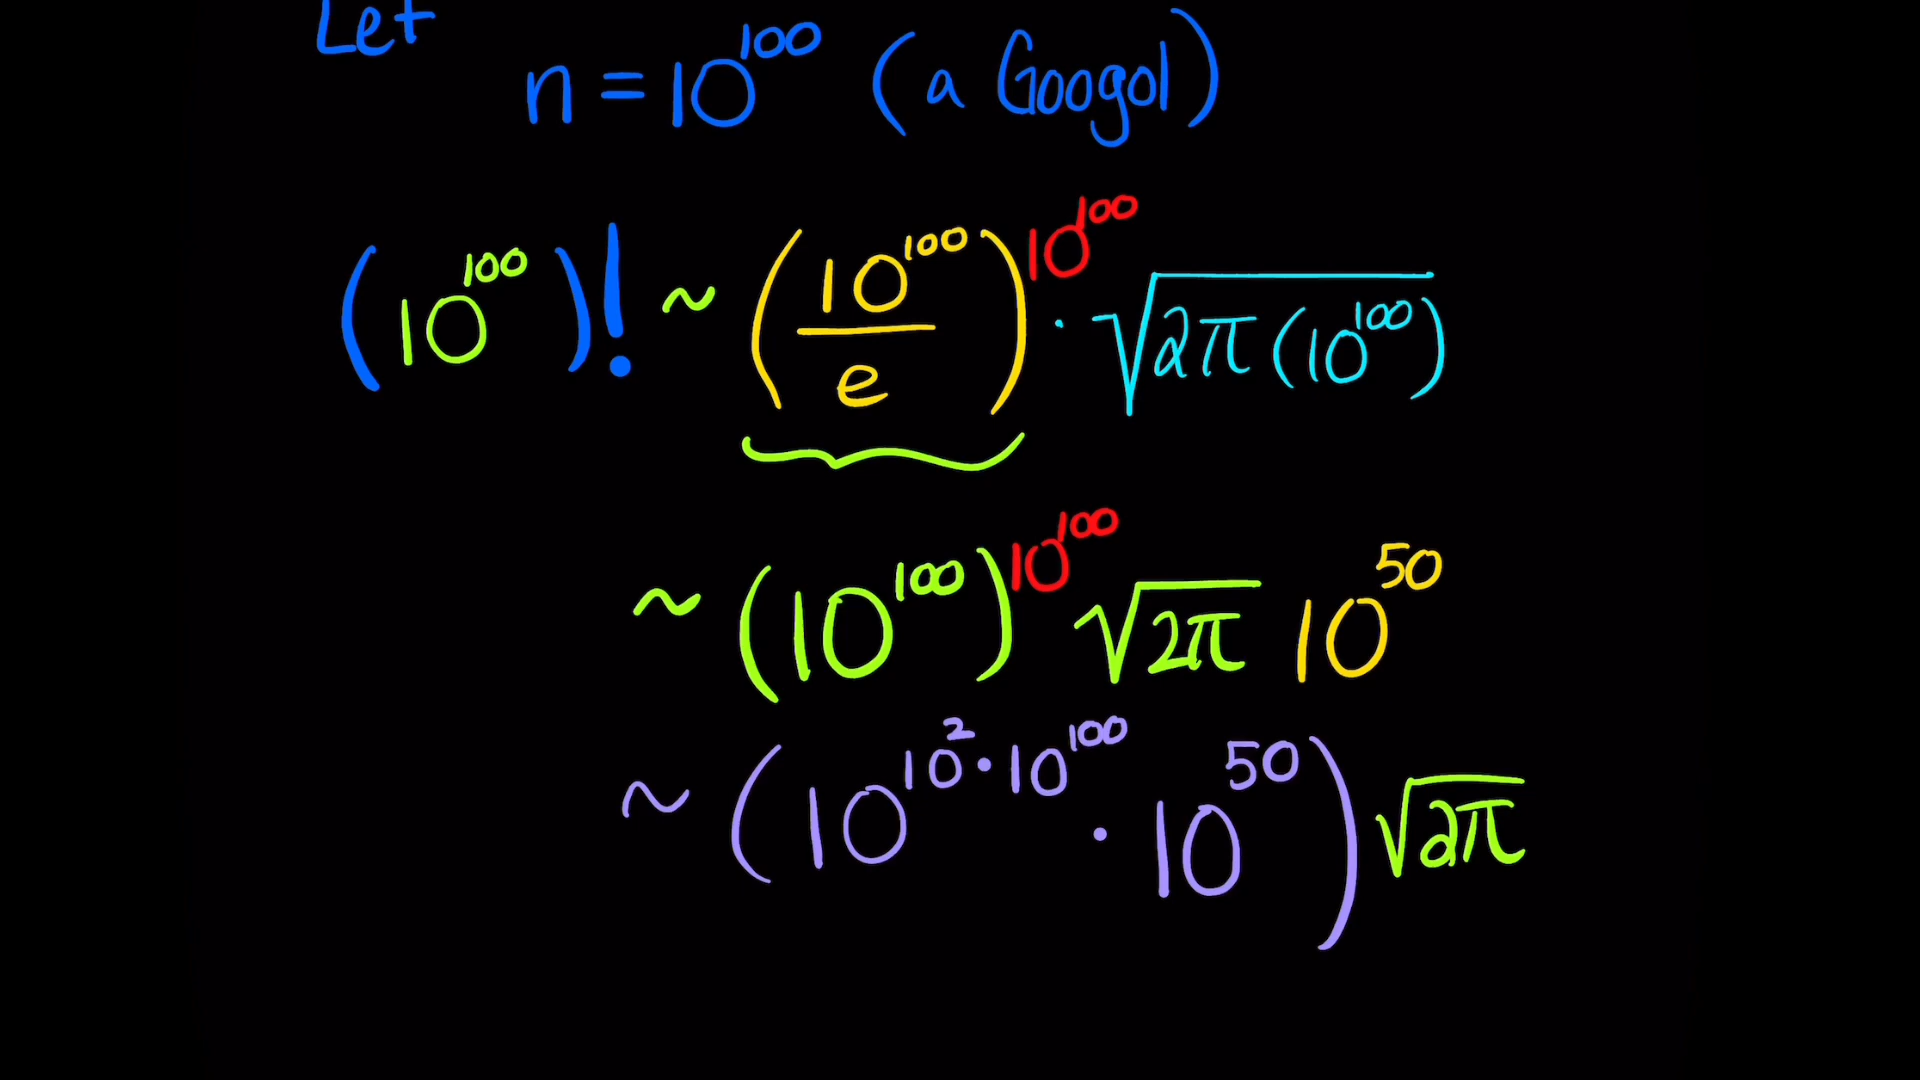 Let
n = 10^100 (a Googol)
(10^100)! ~ (10^100/e)^10^100 · √2π(10^100)
~ (10^100)^10^100 √2π 10^50
~ (10^10^2·10^100 · 10^50) √2π